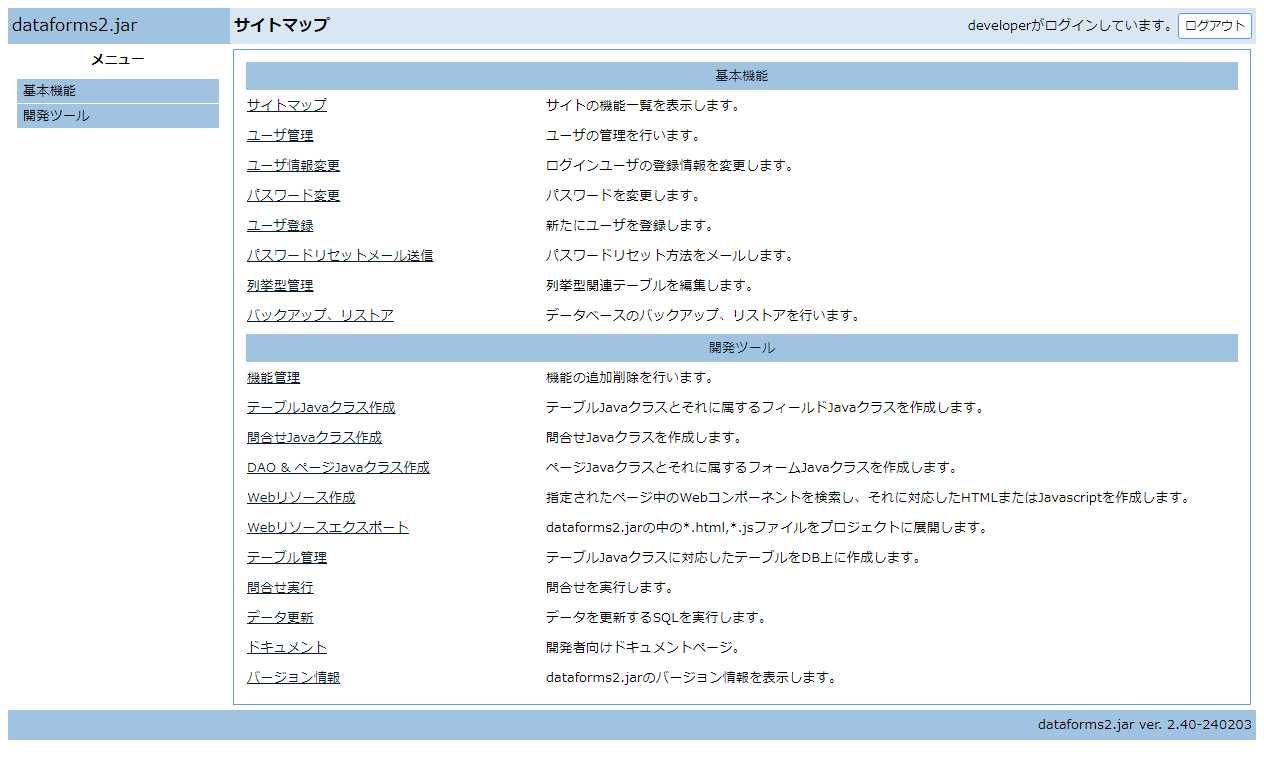 dataforms2.jar
サイトマップ
developerがログインしています。 ログアウト
メニュー
基本機能
開発ツール
基本機能
サイトマップ サイトの機能一覧を表示します。
ユーザ管理 ユーザの管理を行います。
ユーザ情報変更 ログインユーザの登録情報を変更します。
パスワード変更 パスワードを変更します。
ユーザ登録 新たにユーザを登録します。
パスワードリセットメール送信 パスワードリセット方法をメールします。
列挙型管理 列挙型関連テーブルを編集します。
バックアップ、リストア データベースのバックアップ、リストアを行います。
開発ツール
機能管理 機能の追加削除を行います。
テーブルJavaクラス作成 テーブルJavaクラスとそれに属するフィールドJavaクラスを作成します。
問合せJavaクラス作成 問合せJavaクラスを作成します。
DAO & ページJavaクラス作成 ページJavaクラスとそれに属するフォームJavaクラスを作成します。
Webリソース作成 指定されたページ中のWebコンポーネントを検索し、それに対応したHTMLまたはJavascriptを作成します。
Webリソースエクスポート dataforms2.jarの中の*.html,*.jsファイルをプロジェクトに展開します。
テーブル管理 テーブルJavaクラスに対応したテーブルをDB上に作成します。
問合せ実行 問合せを実行します。
データ更新 データを更新するSQLを実行します。
ドキュメント 開発者向けドキュメントページ。
バージョン情報 dataforms2.jarのバージョン情報を表示します。
dataforms2.jar ver. 2.40-240203